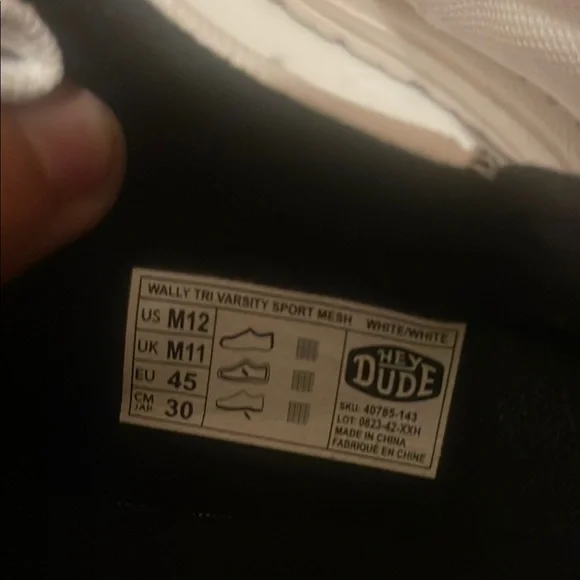 WALLY TRI VARSITY SPORT MESH WHITE/WHITE
US M12
UK M11
EU 45
CM JAP 30
HEY
DUDE
SKU: 40785-143
LOT: 0823-42-XXH
MADE IN CHINA
FABRIQUÉ EN CHINE